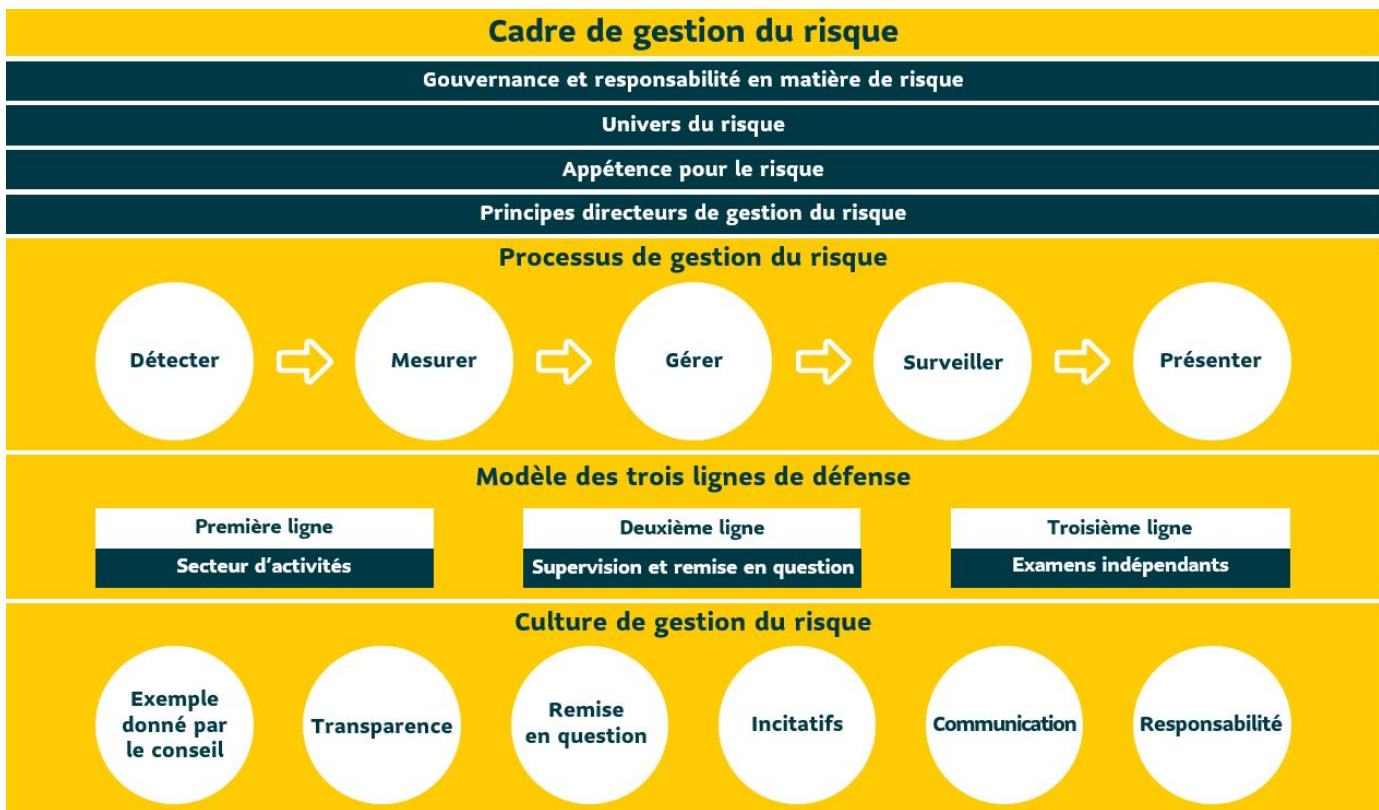 Cadre de gestion du risque
Gouvernance et responsabilité en matière de risque
Univers du risque
Appétence pour le risque
Principes directeurs de gestion du risque
Processus de gestion du risque
Détecter
Mesurer
Gérer
Surveiller
Présenter
Modèle des trois lignes de défense
Première ligne
Secteur d’activités
Deuxième ligne
Supervision et remise en question
Troisième ligne
Examens indépendants
Culture de gestion du risque
Exemple
donné par
le conseil
Transparence
Remise
en question
Incitatifs
Communication
Responsabilité